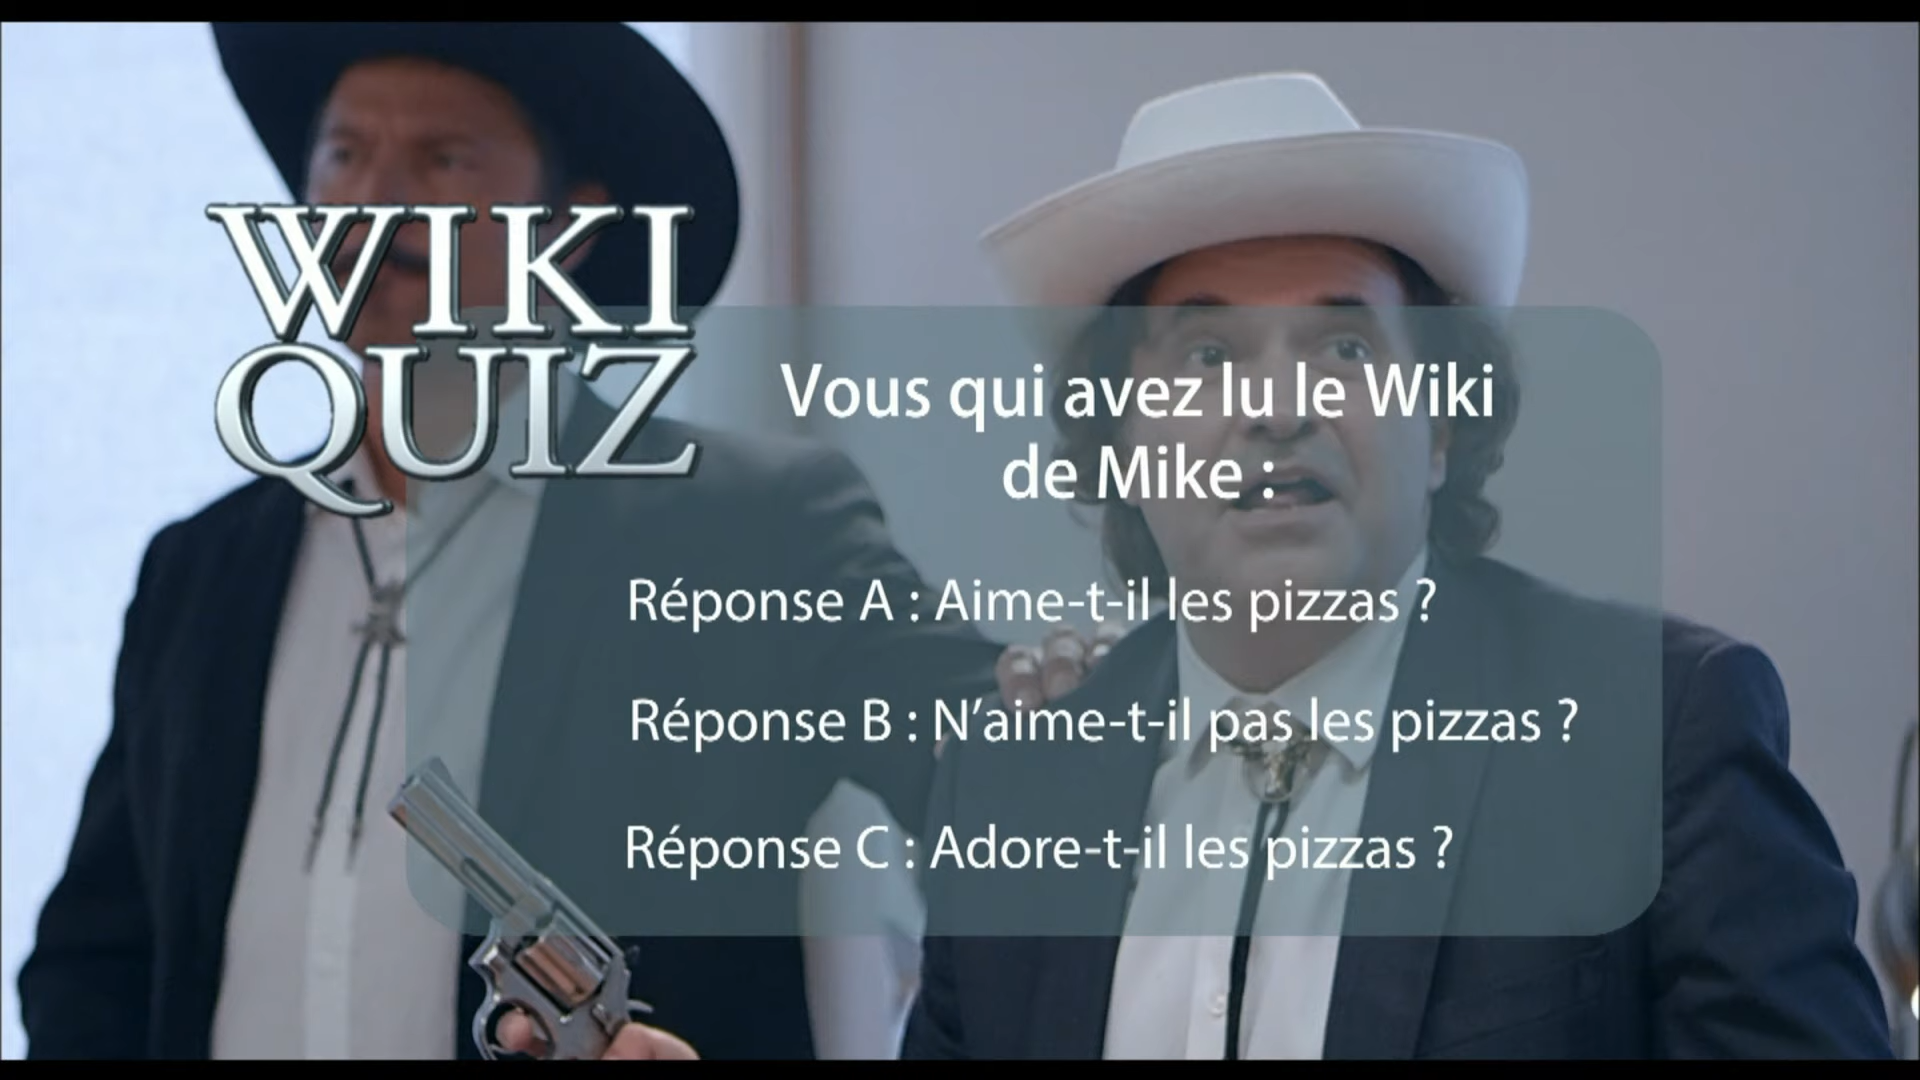 WIKI
QUIZ
Vous qui avez lu le Wiki
de Mike :
Réponse A : Aime-t-il les pizzas ?
Réponse B : N’aime-t-il pas les pizzas ?
Réponse C : Adore-t-il les pizzas ?